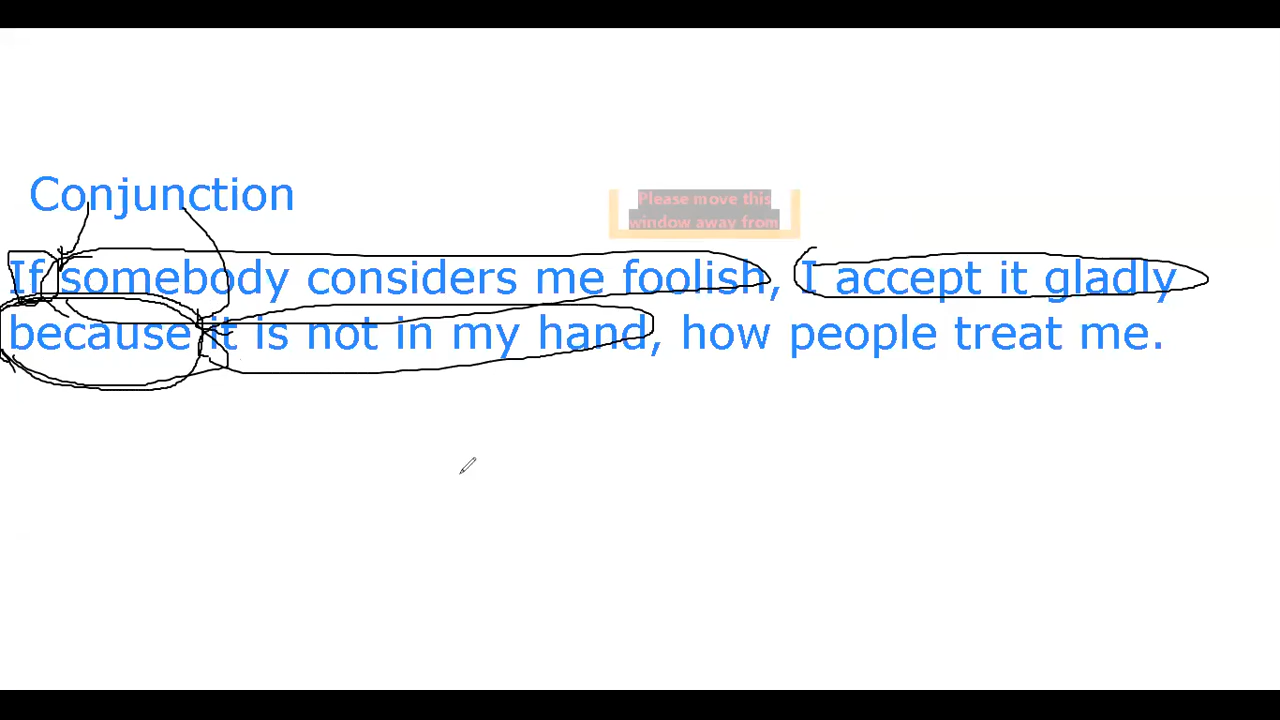 Conjunction
Please move this
window away from
If somebody considers me foolish, I accept it gladly
because it is not in my hand, how people treat me.